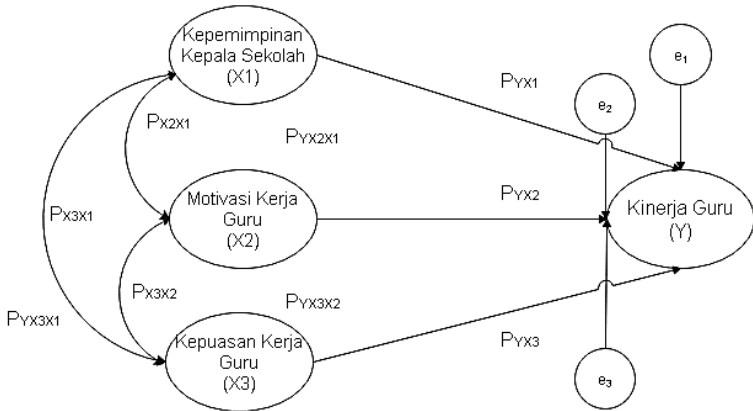 Kepemimpinan
Kepala Sekolah
(X1)
e₁
PYX1
e₂
PX2X1
PYX2X1
Motivasi Kerja
Guru
(X2)
PYX2
Kinerja Guru
(Y)
PX3X1
PX3X2
PYX3X2
PYX3X1
Kepuasan Kerja
Guru
(X3)
PYX3
e₃